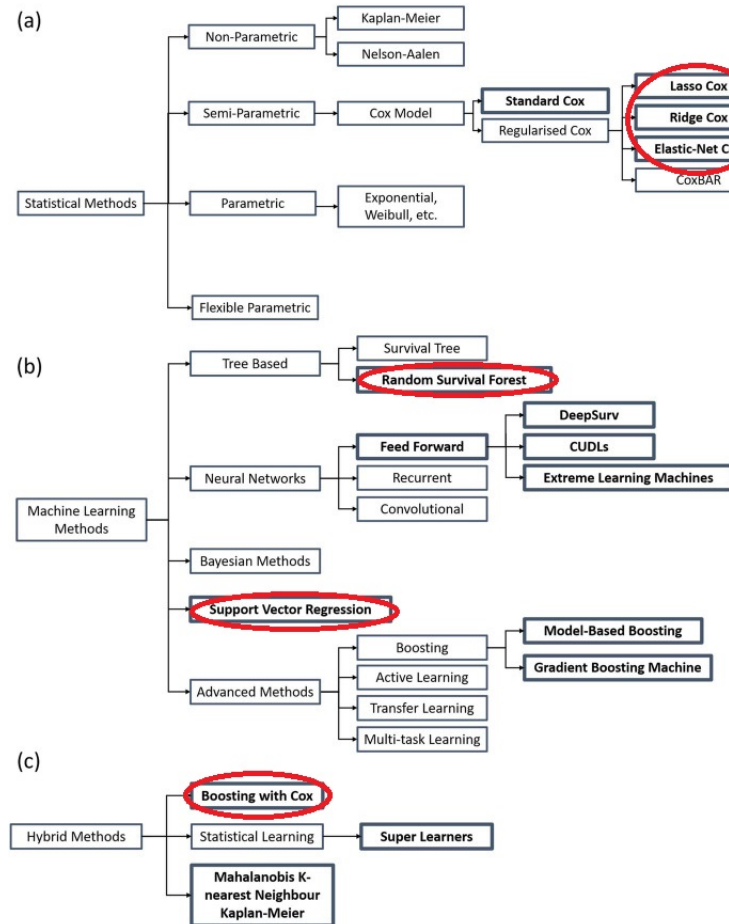 (a)
Non-Parametric
Kaplan-Meier
Nelson-Aalen
Statistical Methods
Semi-Parametric
Cox Model
Standard Cox
Regularised Cox
Lasso Cox
Ridge Cox
Elastic-Net C
CoxBAR
Parametric
Exponential,
Weibull, etc.
Flexible Parametric
(b)
Machine Learning
Methods
Tree Based
Survival Tree
Random Survival Forest
Neural Networks
Feed Forward
Recurrent
Convolutional
DeepSurv
CUDLs
Extreme Learning Machines
Bayesian Methods
Support Vector Regression
Advanced Methods
Boosting
Active Learning
Transfer Learning
Multi-task Learning
Model-Based Boosting
Gradient Boosting Machine
(c)
Hybrid Methods
Boosting with Cox
Statistical Learning
Super Learners
Mahalanobis K-
nearest Neighbour
Kaplan-Meier